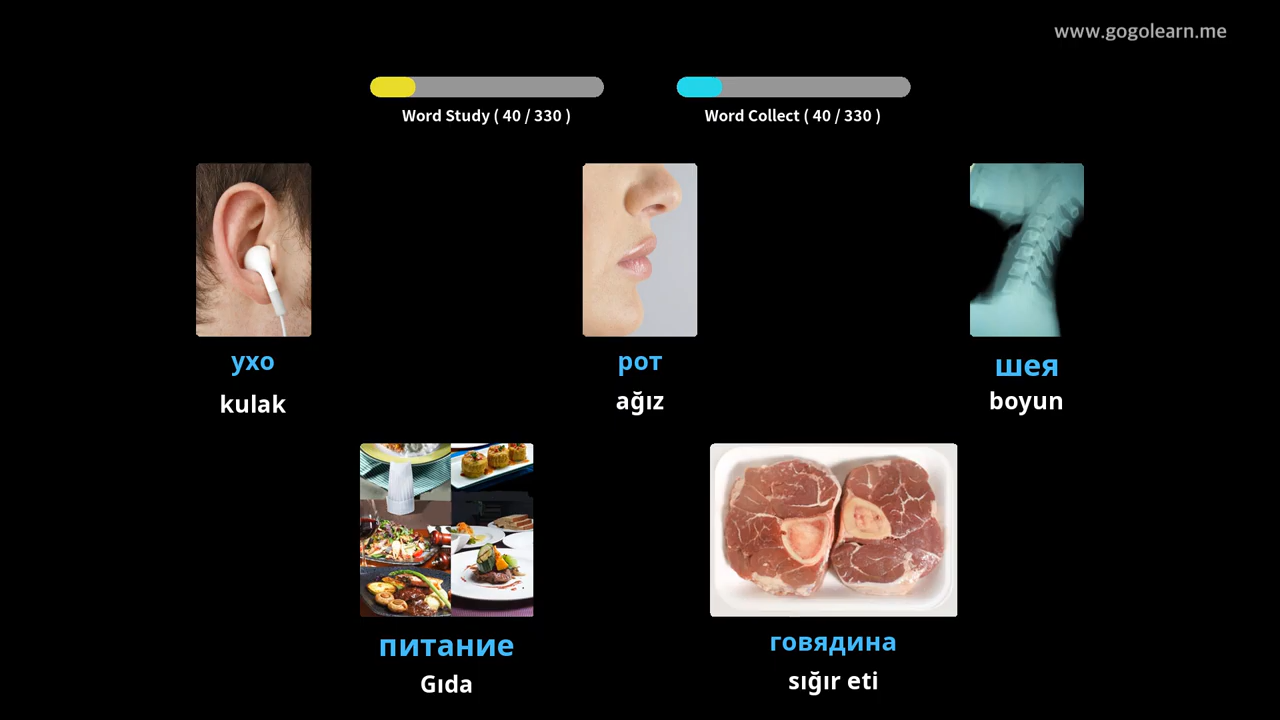 www.gogolearn.me
Word Study ( 40 / 330 )
Word Collect ( 40 / 330 )
ухо
kulak
рот
ağız
шея
boyun
питание
Gıda
говядина
sığır eti